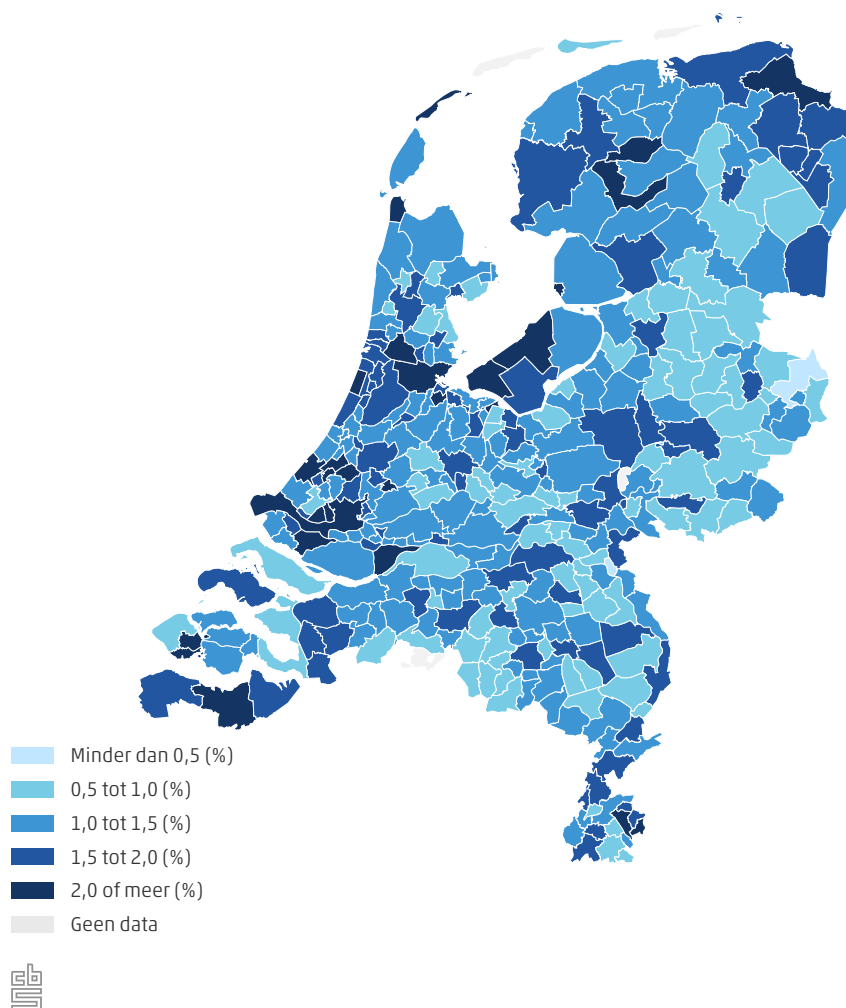 Minder dan 0,5 (%)
0,5 tot 1,0 (%)
1,0 tot 1,5 (%)
1,5 tot 2,0 (%)
2,0 of meer (%)
Geen data
cbs